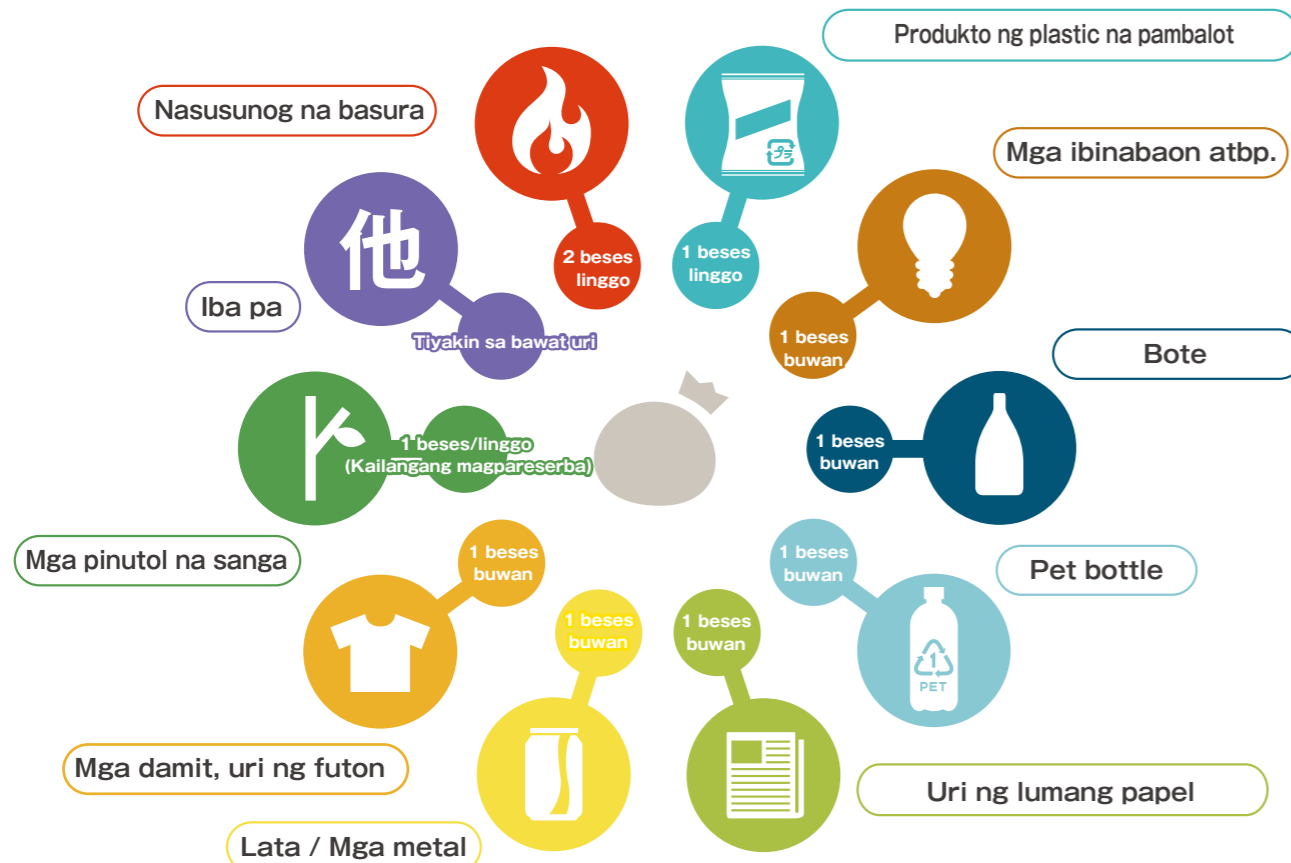 Produkto ng plastic na pambalot
Nasusunog na basura
プラ
Mga ibinabaon atbp.
他
2 beses
linggo
1 beses
linggo
Iba pa
Tiyakin sa bawat uri
1 beses
buwan
Bote
1 beses/linggo
(Kailangang magpareserba)
1 beses
buwan
Mga pinutol na sanga
1 beses
buwan
1 beses
buwan
Pet bottle
1 beses
buwan
1 beses
buwan
1
PET
Mga damit, uri ng futon
Uri ng lumang papel
Lata / Mga metal